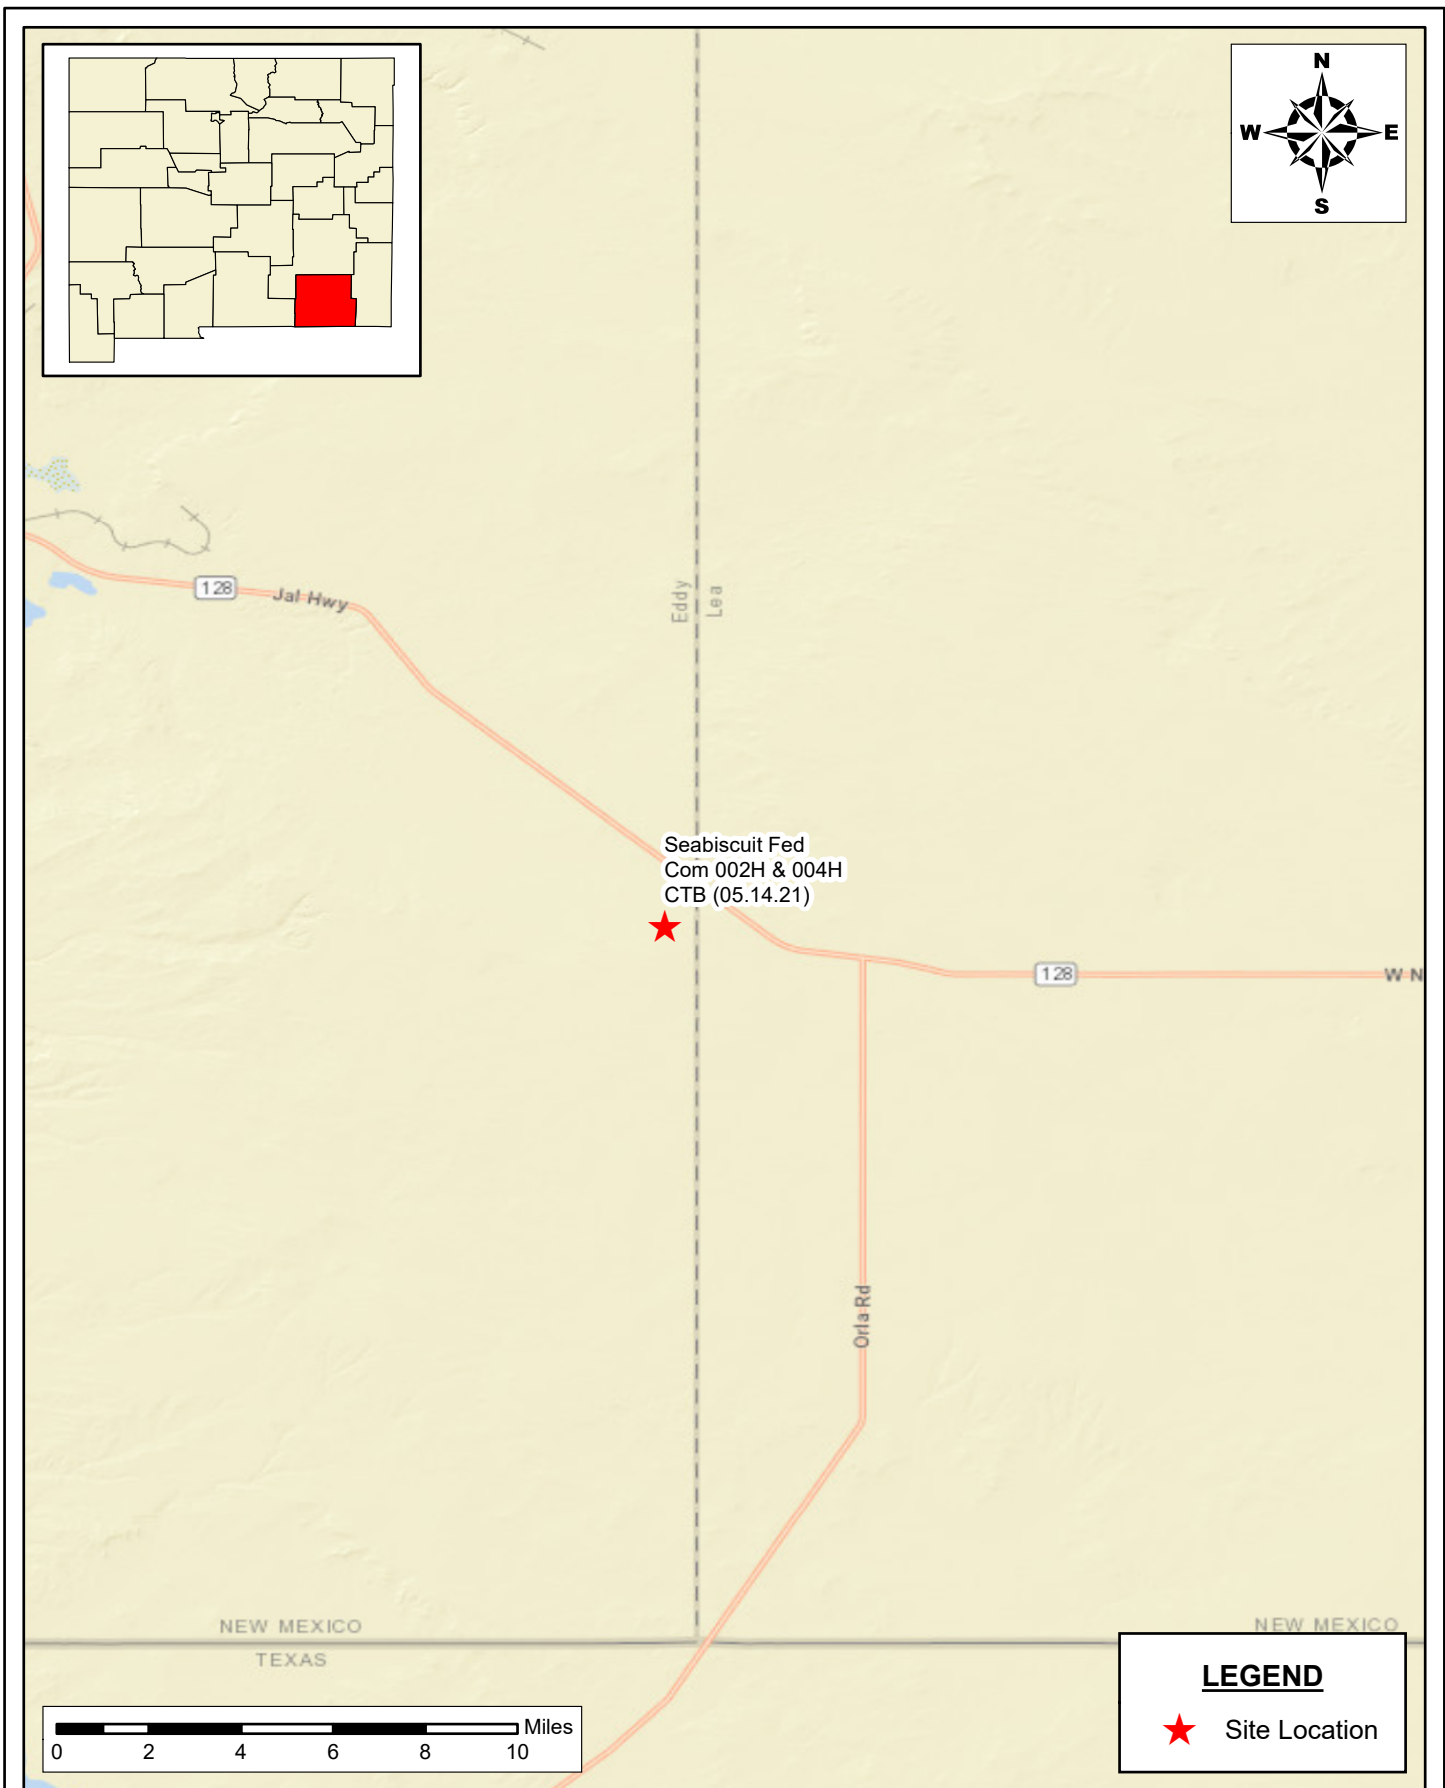 N
W
E
S
128
Jal Hwy
Eddy
Lea
Seabiscuit Fed
Com 002H & 004H
CTB (05.14.21)
128
W N
Orla Rd
NEW MEXICO
NEW MEXICO
TEXAS
LEGEND
Site Location
Miles
0 2 4 6 8 10